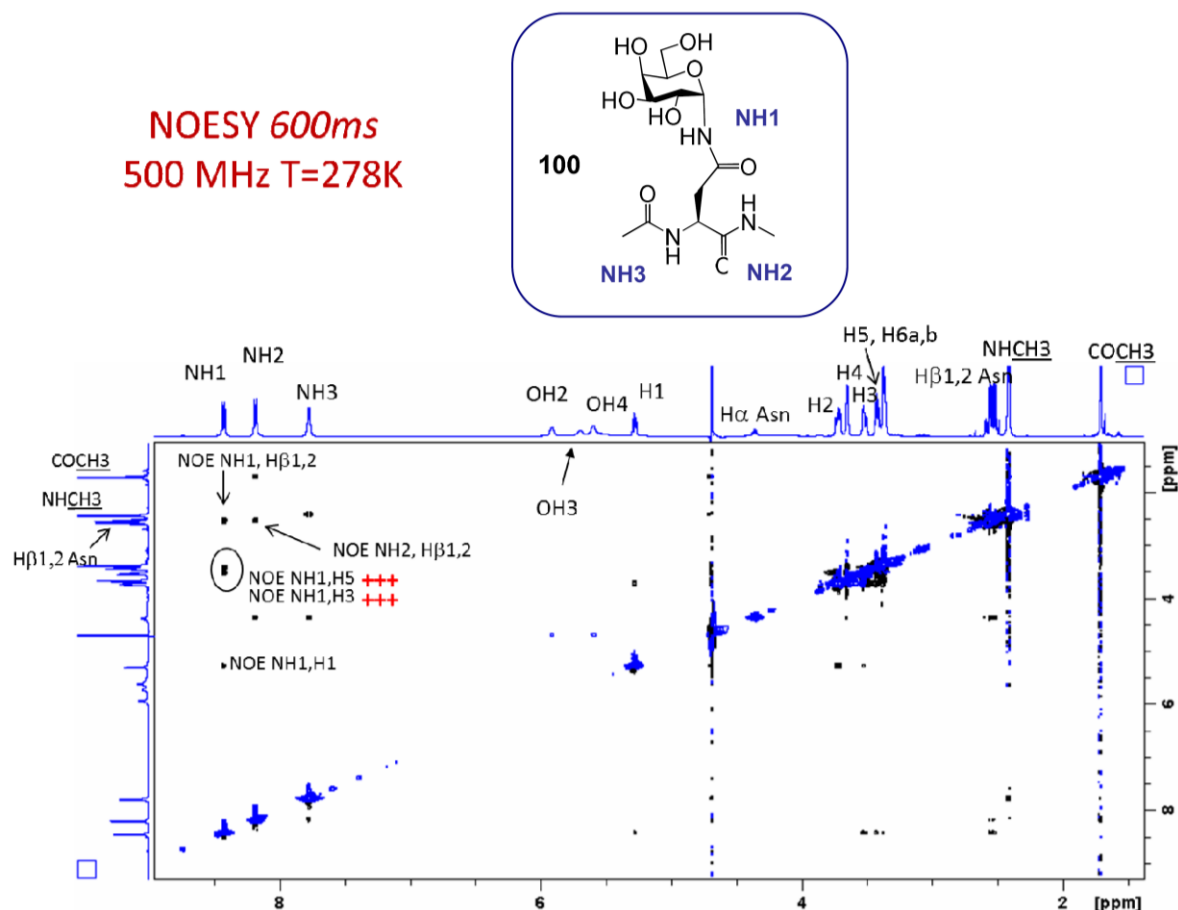 NOESY 600ms
500 MHz T=278K
HO
OH
OH
O
HO
HO
HN
NH1
100
O
O
H
N
N
H
C
NH3
NH2
NH1
NH2
NH3
OH2
OH4
H1
Hα Asn
H2
H4
H3
H5, H6a,b
Hβ1,2 Asn
NHCH3
COCH3
OH3
COCH3
NHCH3
Hβ1,2 Asn
NOE NH1, Hβ1,2
NOE NH2, Hβ1,2
NOE NH1,H5 +++
NOE NH1,H3 +++
NOE NH1,H1
[ppm]
2
4
6
8
8
6
4
2
[ppm]